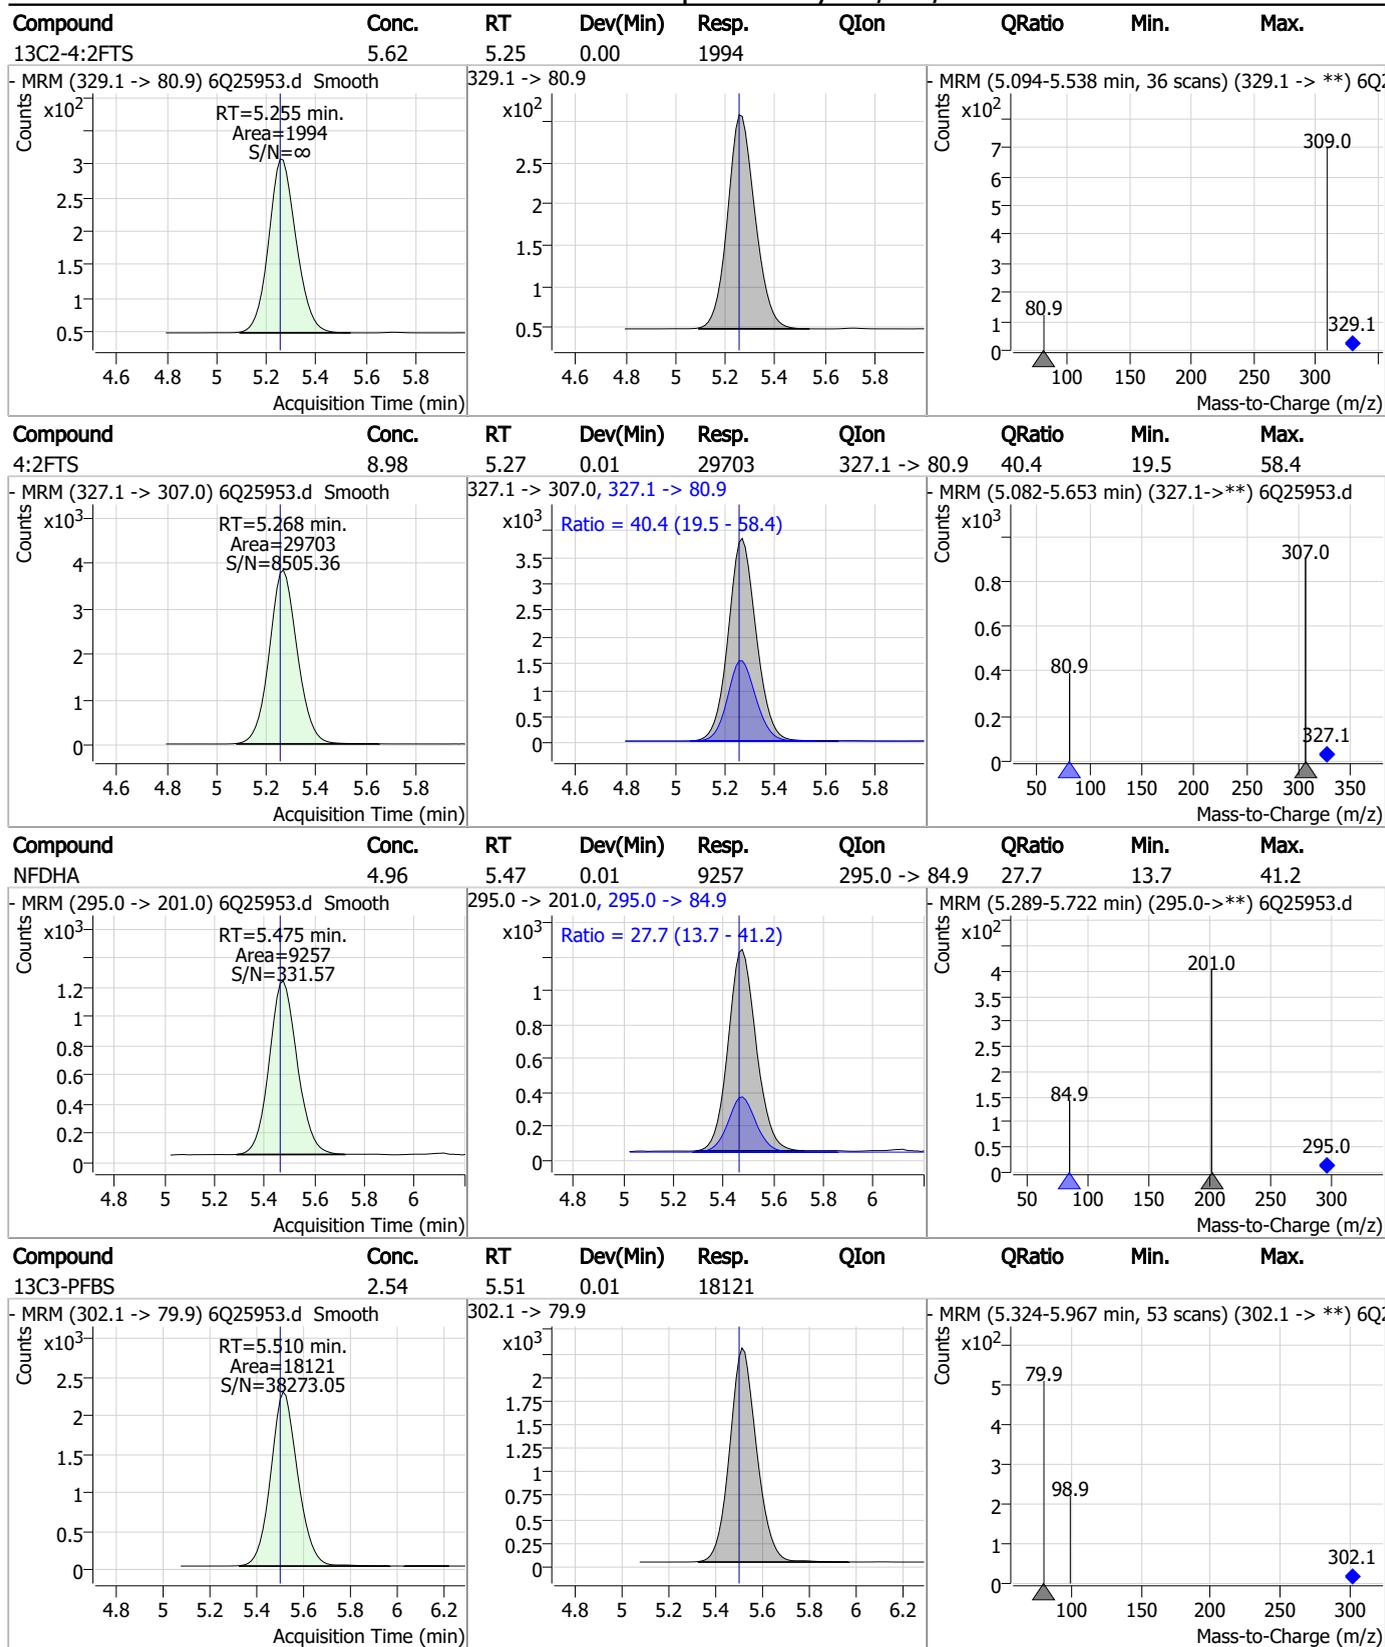 Compound Conc. RT Dev(Min) Resp. QIon QRatio Min. Max.
13C2-4:2FTS 5.62 5.25 0.00 1994
- MRM (329.1 -> 80.9) 6Q25953.d Smooth
Counts
x10²
RT=5.255 min.
Area=1994
S/N=∞
3
2.5
2
1.5
1
0.5
4.6 4.8 5 5.2 5.4 5.6 5.8
Acquisition Time (min)
329.1 -> 80.9
x10²
2.5
2
1.5
1
0.5
4.6 4.8 5 5.2 5.4 5.6 5.8
- MRM (5.094-5.538 min, 36 scans) (329.1 -> **)
Counts
x10²
309.0
7
6
5
4
3
2
80.9
1
329.1
0
100 150 200 250 300
Mass-to-Charge (m/z)
Compound Conc. RT Dev(Min) Resp. QIon QRatio Min. Max.
4:2FTS 8.98 5.27 0.01 29703 327.1 -> 80.9 40.4 19.5 58.4
- MRM (327.1 -> 307.0) 6Q25953.d Smooth
Counts
x10³
RT=5.268 min.
Area=29703
S/N=8505.36
4
3
2
1
0
4.6 4.8 5 5.2 5.4 5.6 5.8
Acquisition Time (min)
327.1 -> 307.0, 327.1 -> 80.9
x10³
Ratio = 40.4 (19.5 - 58.4)
3.5
3
2.5
2
1.5
1
0.5
0
4.6 4.8 5 5.2 5.4 5.6 5.8
- MRM (5.082-5.653 min) (327.1->**) 6Q25953.d
Counts
x10³
307.0
0.8
0.6
80.9
0.4
0.2
327.1
0
50 100 150 200 250 300 350
Mass-to-Charge (m/z)
Compound Conc. RT Dev(Min) Resp. QIon QRatio Min. Max.
NFDHA 4.96 5.47 0.01 9257 295.0 -> 84.9 27.7 13.7 41.2
- MRM (295.0 -> 201.0) 6Q25953.d Smooth
Counts
x10³
RT=5.475 min.
Area=9257
S/N=331.57
1.2
1
0.8
0.6
0.4
0.2
0
4.8 5 5.2 5.4 5.6 5.8 6
Acquisition Time (min)
295.0 -> 201.0, 295.0 -> 84.9
x10³
Ratio = 27.7 (13.7 - 41.2)
1
0.8
0.6
0.4
0.2
0
4.8 5 5.2 5.4 5.6 5.8 6
- MRM (5.289-5.722 min) (295.0->**) 6Q25953.d
Counts
x10²
201.0
4
3.5
3
2.5
2
84.9
1.5
1
0.5
295.0
0
50 100 150 200 250 300
Mass-to-Charge (m/z)
Compound Conc. RT Dev(Min) Resp. QIon QRatio Min. Max.
13C3-PFBS 2.54 5.51 0.01 18121
- MRM (302.1 -> 79.9) 6Q25953.d Smooth
Counts
x10³
RT=5.510 min.
Area=18121
S/N=38273.05
2.5
2
1.5
1
0.5
0
4.8 5 5.2 5.4 5.6 5.8 6 6.2
Acquisition Time (min)
302.1 -> 79.9
x10³
2
1.75
1.5
1.25
1
0.75
0.5
0.25
0
4.8 5 5.2 5.4 5.6 5.8 6 6.2
- MRM (5.324-5.967 min, 53 scans) (302.1 -> **)
Counts
x10²
79.9
5
4
3
98.9
2
1
302.1
0
100 150 200 250 300
Mass-to-Charge (m/z)